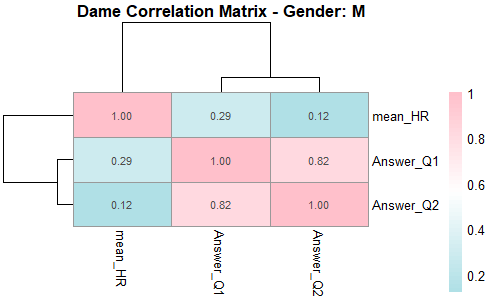 Dame Correlation Matrix - Gender: M
1.00 0.29 0.12 mean_HR
0.29 1.00 0.82 Answer_Q1
0.12 0.82 1.00 Answer_Q2
mean_HR Answer_Q1 Answer_Q2
1
0.8
0.6
0.4
0.2